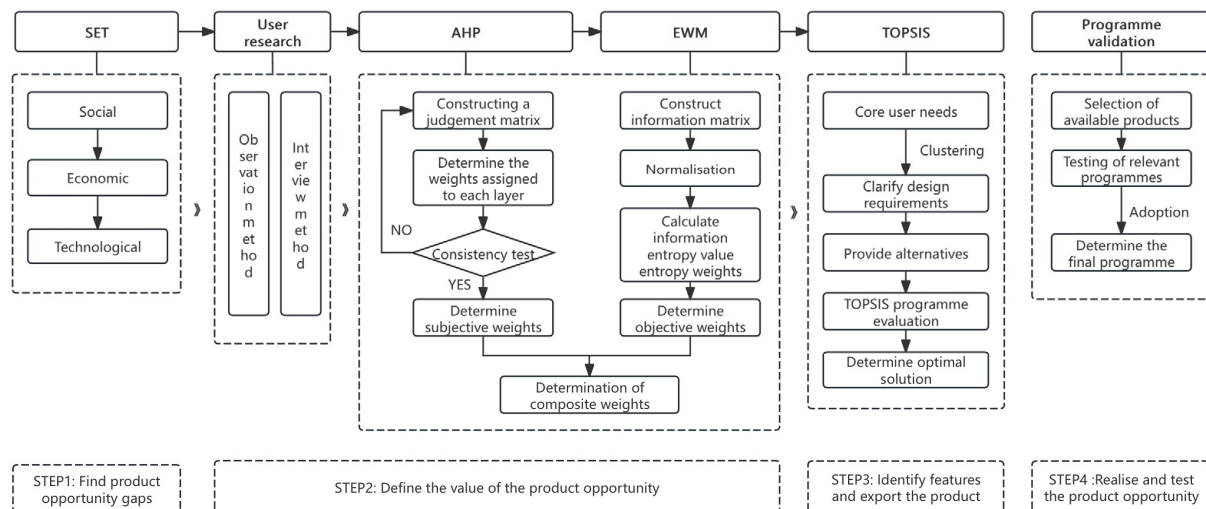 SET
User
research
AHP
EWM
TOPSIS
Programme
validation
Social
Economic
Technological
Ob
ser
vat
io
n
m
et
ho
d
Int
er
vie
w
m
et
ho
d
Constructing a
judgement matrix
Determine the
weights assigned
to each layer
NO
Consistency test
YES
Determine
subjective weights
Construct
information matrix
Normalisation
Calculate
information
entropy value
entropy weights
Determine
objective weights
Determination of
composite weights
Core user needs
Clustering
Clarify design
requirements
Provide alternatives
TOPSIS programme
evaluation
Determine optimal
solution
Selection of
available products
Testing of relevant
programmes
Adoption
Determine the
final programme
STEP1: Find product
opportunity gaps
STEP2: Define the value of the product opportunity
STEP3: Identify features
and export the product
STEP4 :Realise and test
the product opportunity